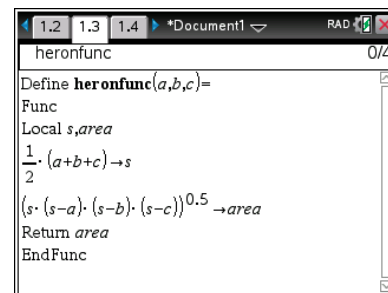 1.2 1.3 1.4 *Document1 RAD
heronfunc 0/4
Define heronfunc(a,b,c)=
Func
Local s,area
1/2·(a+b+c)→s
(s·(s-a)·(s-b)·(s-c))^0.5→area
Return area
EndFunc